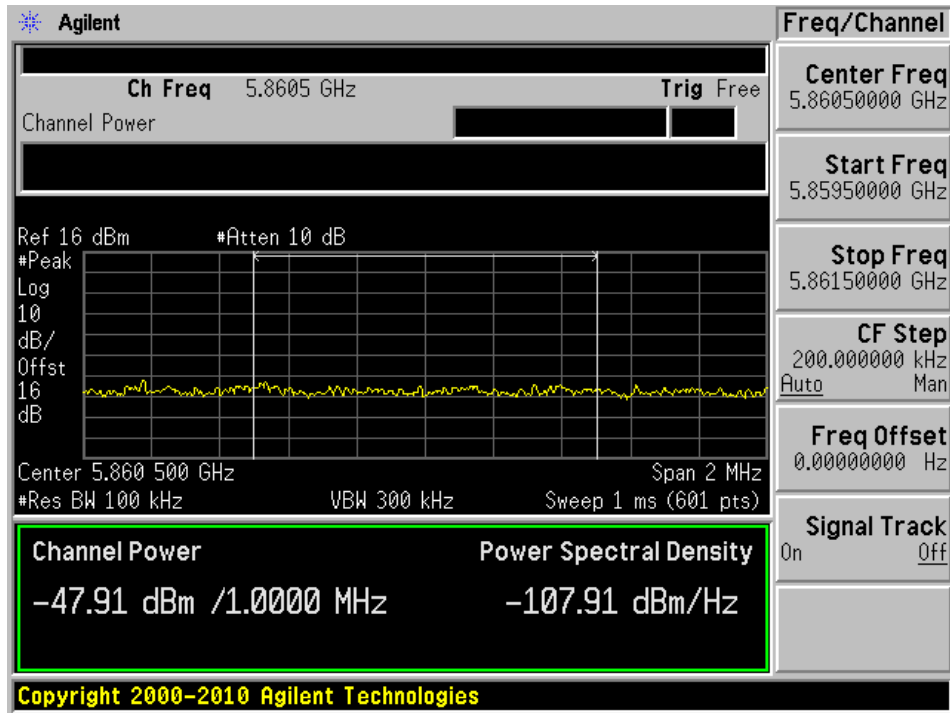 Agilent
Freq/Channel
Ch Freq 5.8605 GHz Trig Free
Channel Power
Ref 16 dBm #Atten 10 dB
#Peak
Log
10
dB/
Offst
16
dB
Center 5.860 500 GHz Span 2 MHz
#Res BW 100 kHz VBW 300 kHz Sweep 1 ms (601 pts)
Channel Power Power Spectral Density
-47.91 dBm /1.0000 MHz -107.91 dBm/Hz
Copyright 2000-2010 Agilent Technologies
Center Freq
5.86050000 GHz
Start Freq
5.85950000 GHz
Stop Freq
5.86150000 GHz
CF Step
200.000000 kHz
Auto Man
Freq Offset
0.00000000 Hz
Signal Track
On Off